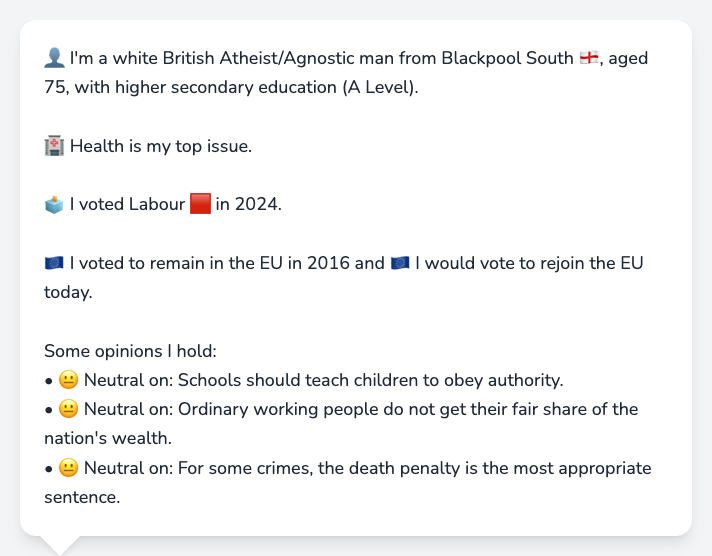 👤 I'm a white British Atheist/Agnostic man from Blackpool South 🏴󠁧󠁢󠁥󠁮󠁧󠁿, aged
75, with higher secondary education (A Level).
🏥 Health is my top issue.
🗳️ I voted Labour 🟥 in 2024.
🇪🇺 I voted to remain in the EU in 2016 and 🇪🇺 I would vote to rejoin the EU
today.
Some opinions I hold:
• 😐 Neutral on: Schools should teach children to obey authority.
• 😐 Neutral on: Ordinary working people do not get their fair share of the
nation's wealth.
• 😐 Neutral on: For some crimes, the death penalty is the most appropriate
sentence.